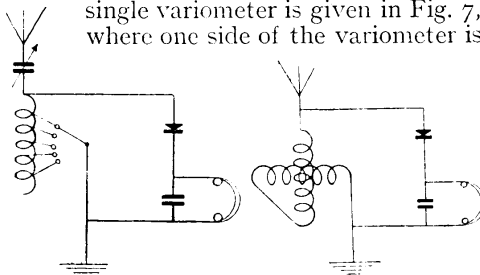 single variometer is given in Fig. 7,
where one side of the variometer is